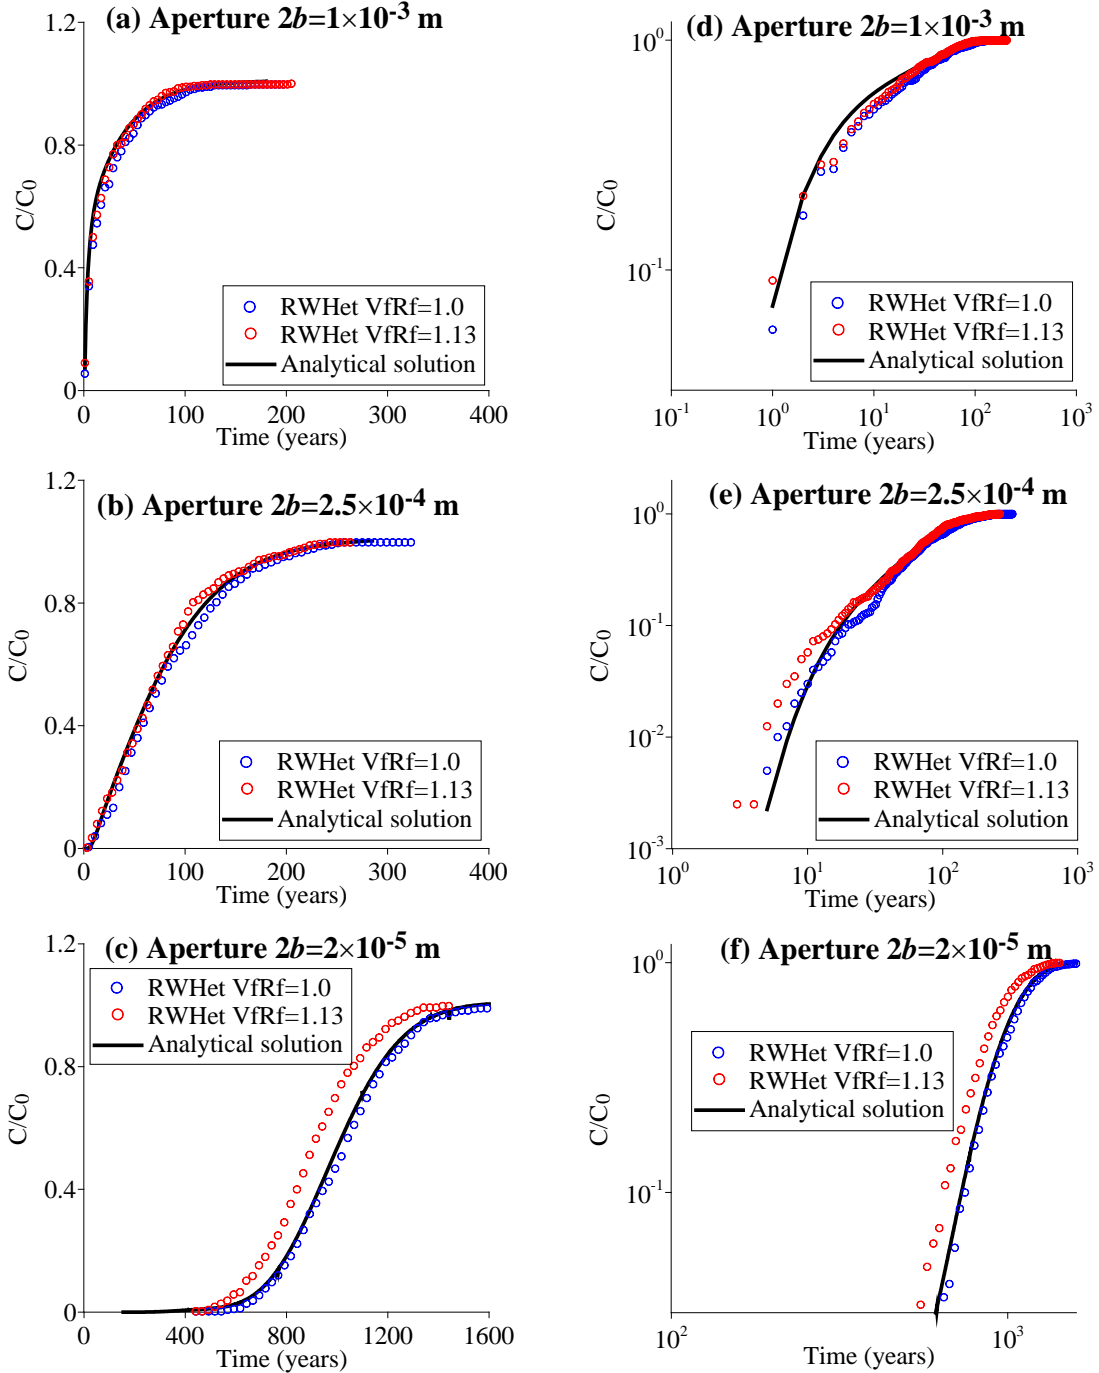 (a) Aperture 2b=1×10⁻³ m
1.2
0.8
0.4
0
C/C₀
RWHet VfRf=1.0
RWHet VfRf=1.13
Analytical solution
0 100 200 300 400
Time (years)
(d) Aperture 2b=1×10⁻³ m
10⁰
10⁻¹
C/C₀
RWHet VfRf=1.0
RWHet VfRf=1.13
Analytical solution
10⁻¹ 10⁰ 10¹ 10² 10³
Time (years)
(b) Aperture 2b=2.5×10⁻⁴ m
1.2
0.8
0.4
0
C/C₀
RWHet VfRf=1.0
RWHet VfRf=1.13
Analytical solution
0 100 200 300 400
Time (years)
(e) Aperture 2b=2.5×10⁻⁴ m
10⁰
10⁻¹
10⁻²
10⁻³
C/C₀
RWHet VfRf=1.0
RWHet VfRf=1.13
Analytical solution
10⁰ 10¹ 10² 10³
Time (years)
(c) Aperture 2b=2×10⁻⁵ m
1.2
0.8
0.4
0
C/C₀
RWHet VfRf=1.0
RWHet VfRf=1.13
Analytical solution
0 400 800 1200 1600
Time (years)
(f) Aperture 2b=2×10⁻⁵ m
10⁰
10⁻¹
C/C₀
RWHet VfRf=1.0
RWHet VfRf=1.13
Analytical solution
10² 10³
Time (years)